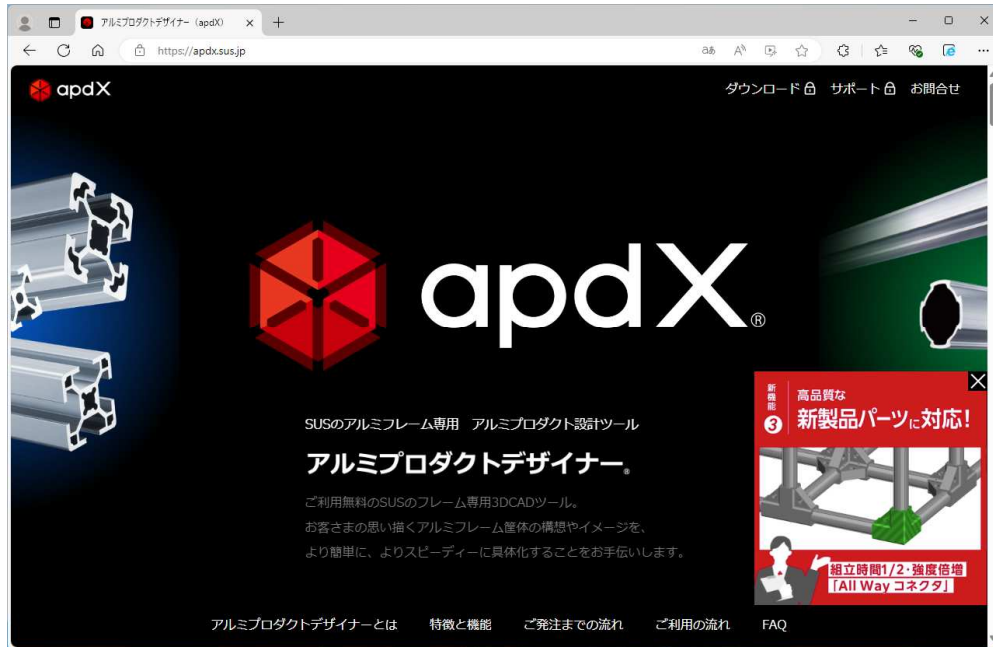 アルミプロダクトデザイナー (apdX)
https://apdx.sus.jp
apdX
ダウンロード サポート お問合せ
apdX®
SUSのアルミフレーム専用 アルミプロダクト設計ツール
アルミプロダクトデザイナー®
ご利用無料のSUSのフレーム専用3DCADツール。
お客さまの思い描くアルミフレーム筐体の構想やイメージを、
より簡単に、よりスピーディーに具体化することをお手伝いします。
新機能 3
高品質な
新製品パーツに対応!
組立時間1/2・強度倍増
「All Way コネクタ」
アルミプロダクトデザイナーとは 特徴と機能 ご発注までの流れ ご利用の流れ FAQ